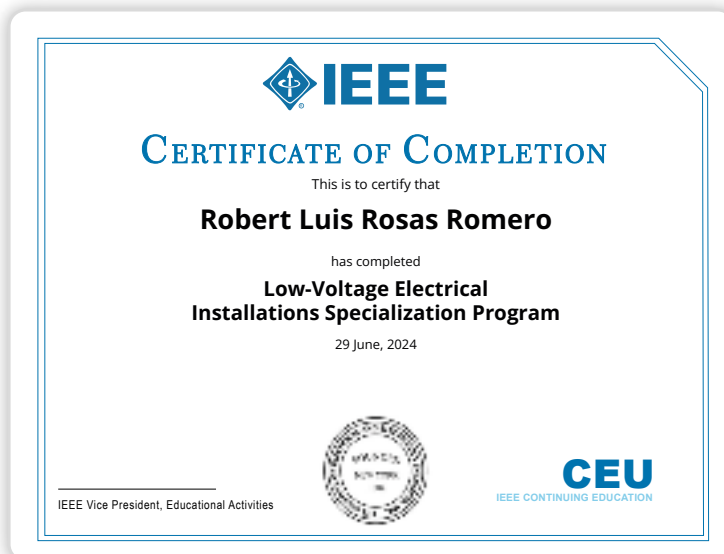 IEEE
CERTIFICATE OF COMPLETION
This is to certify that
Robert Luis Rosas Romero
has completed
Low-Voltage Electrical
Installations Specialization Program
29 June, 2024
IEEE Vice President, Educational Activities
CEU
IEEE CONTINUING EDUCATION